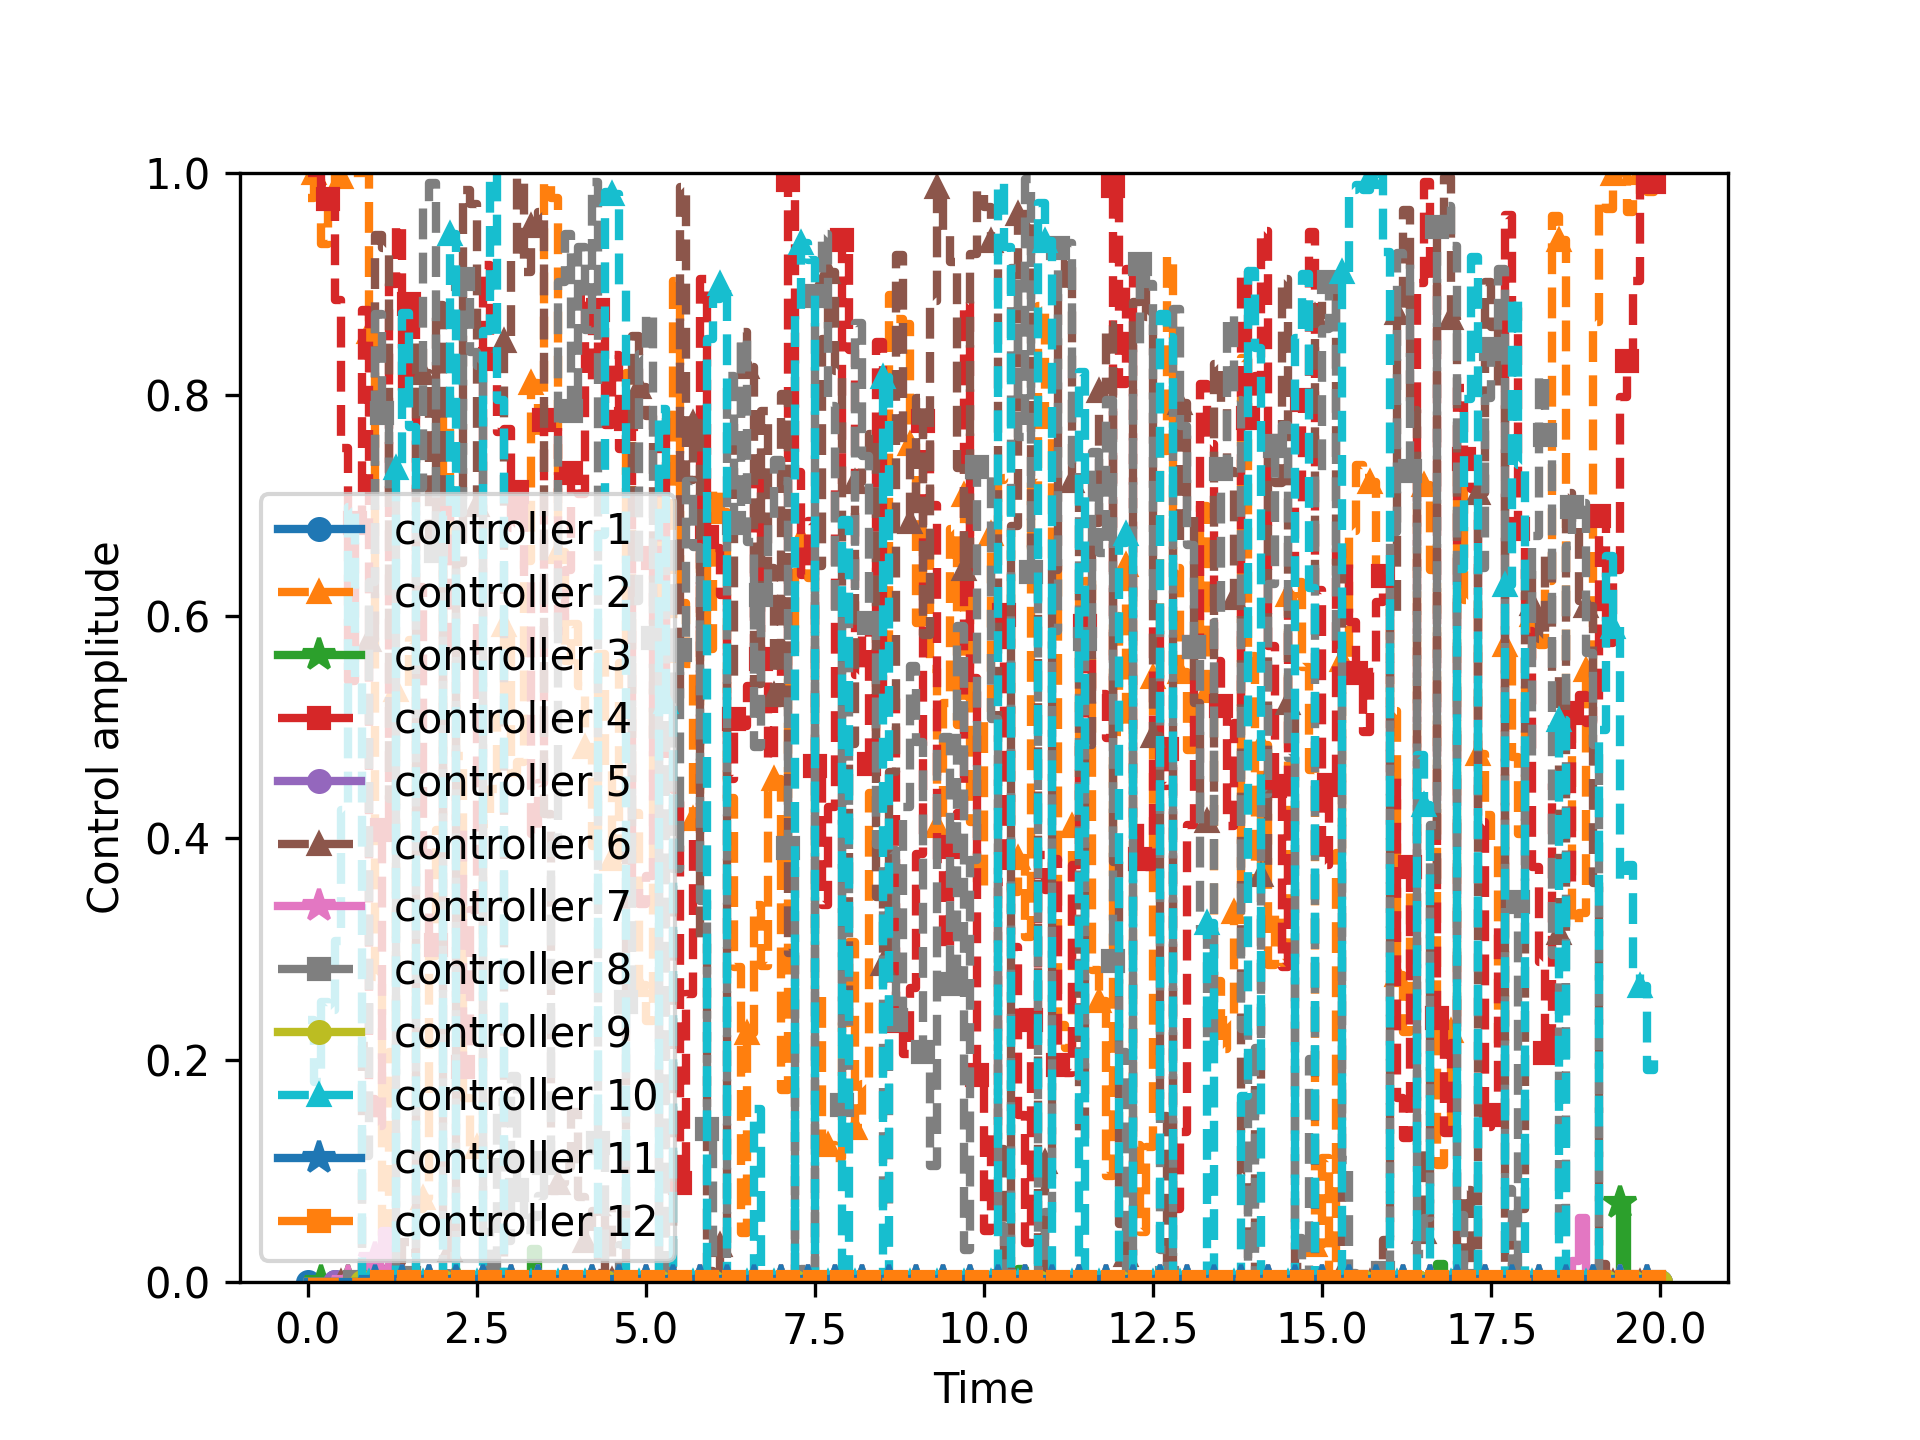 1.0
0.8
0.6
0.4
0.2
0.0
Control amplitude
controller 1
controller 2
controller 3
controller 4
controller 5
controller 6
controller 7
controller 8
controller 9
controller 10
controller 11
controller 12
0.0 2.5 5.0 7.5 10.0 12.5 15.0 17.5 20.0
Time